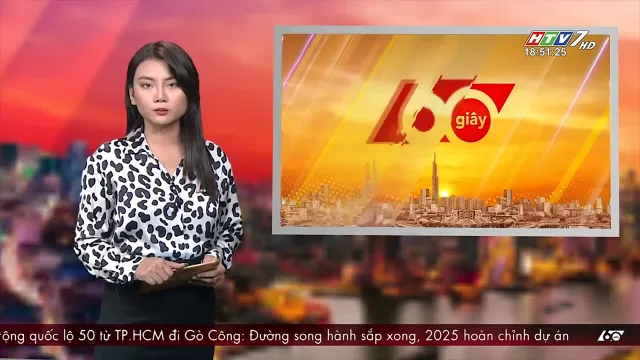 HTV7 HD
18:51:25
60 giây
rộng quốc lộ 50 từ TP.HCM đi Gò Công: Đường song hành sắp xong, 2025 hoàn chỉnh dự án
60